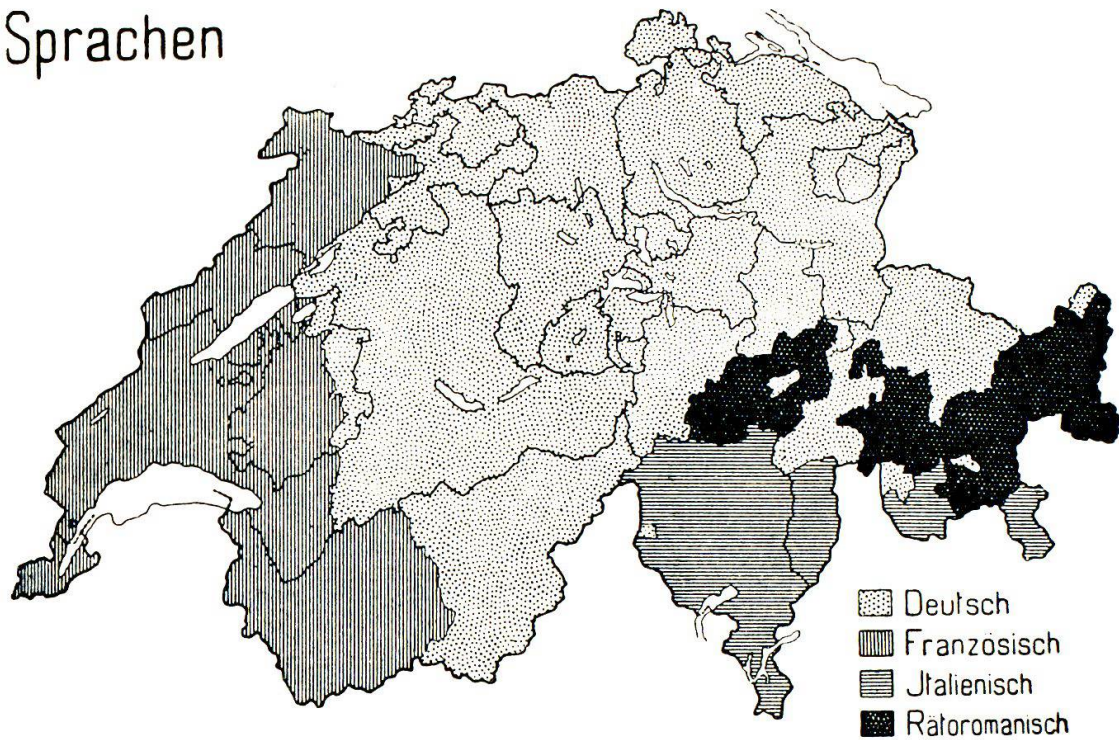 Sprachen
Deutsch
Französisch
Jtalienisch
Rätoromanisch